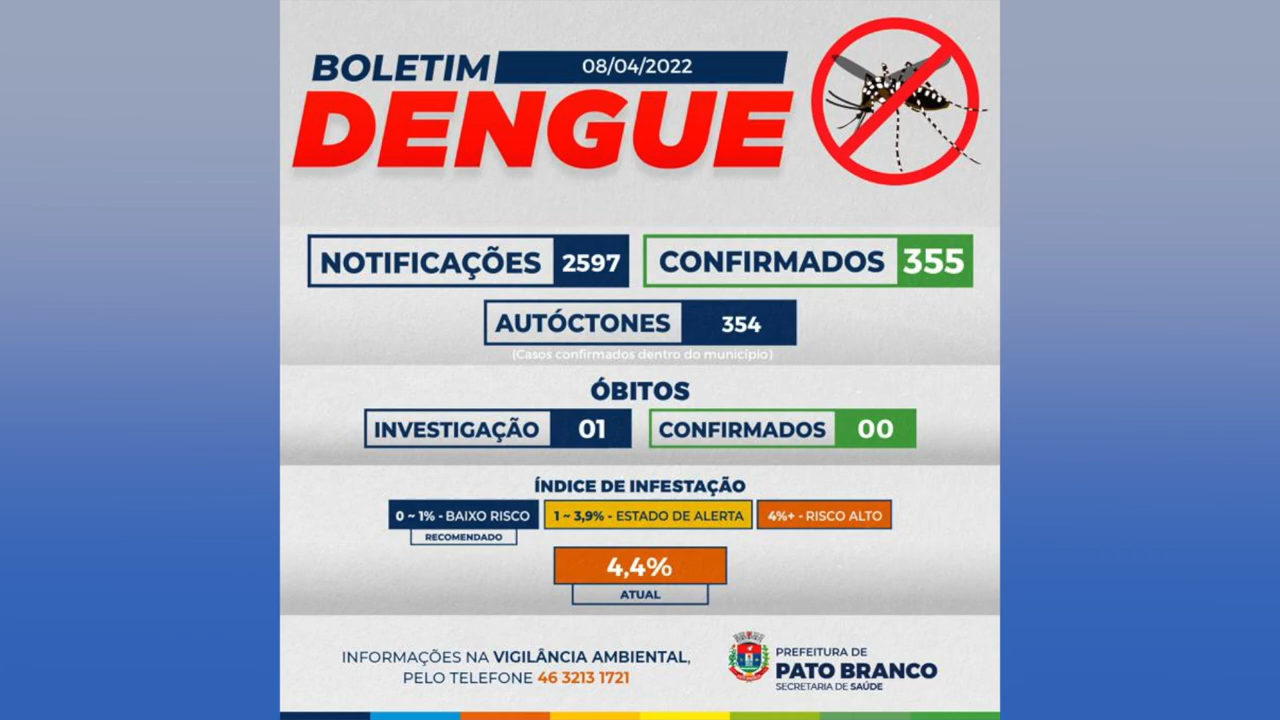 BOLETIM 08/04/2022
DENGUE
NOTIFICAÇÕES 2597 CONFIRMADOS 355
AUTÓCTONES 354
(Casos confirmados dentro do município)
ÓBITOS
INVESTIGAÇÃO 01 CONFIRMADOS 00
ÍNDICE DE INFESTAÇÃO
0 ~ 1% - BAIXO RISCO 1 ~ 3,9% - ESTADO DE ALERTA 4%+ - RISCO ALTO
RECOMENDADO
4,4%
ATUAL
INFORMAÇÕES NA VIGILÂNCIA AMBIENTAL,
PELO TELEFONE 46 3213 1721
PREFEITURA DE
PATO BRANCO
SECRETARIA DE SAÚDE